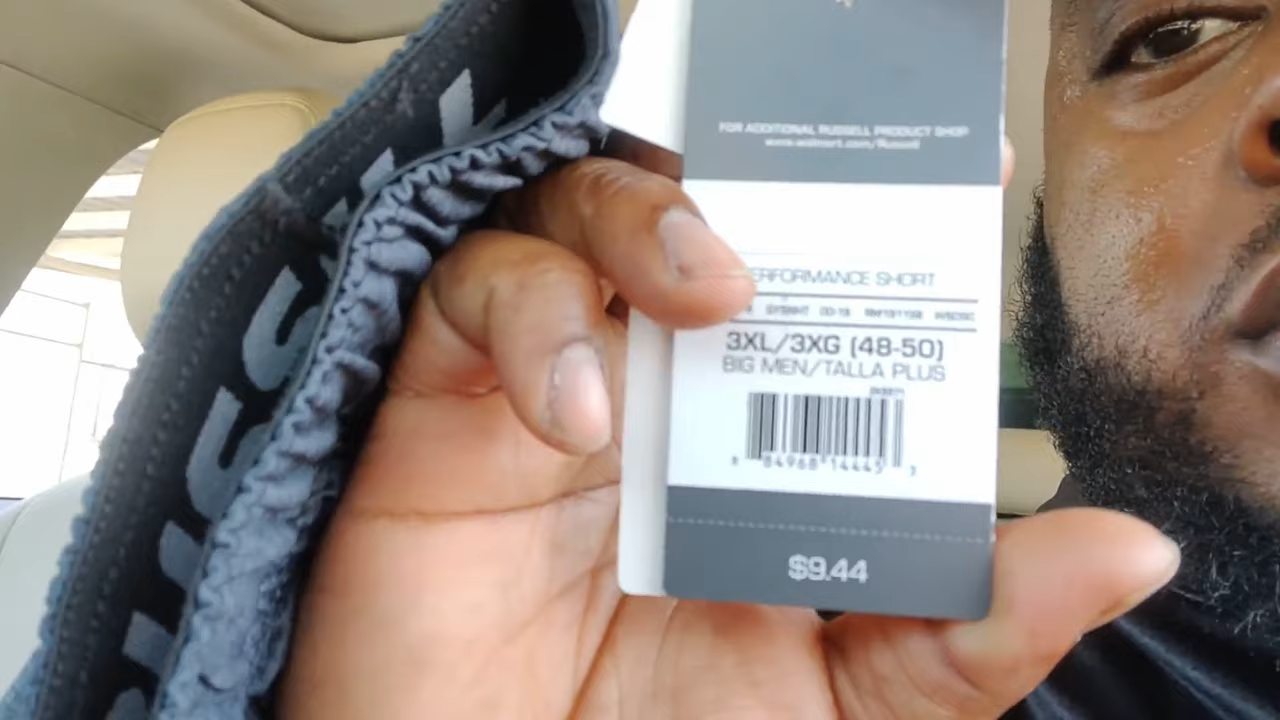 FOR ADDITIONAL RUSSELL PRODUCT SHOP
www.walmart.com/Russell
ERFORMANCE SHORT
3XL/3XG (48-50)
BIG MEN/TALLA PLUS
84968 14445 3
$9.44